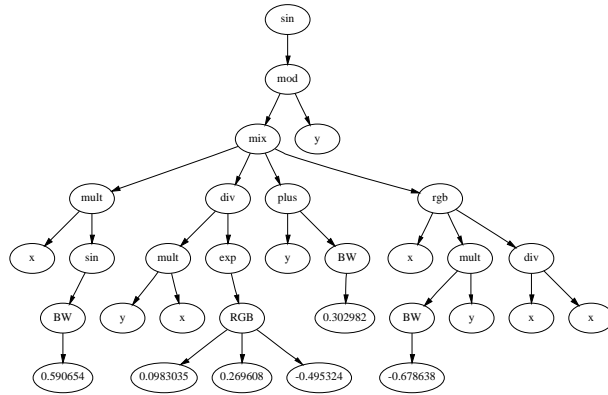 sin
mod
mix y
mult div plus rgb
x sin mult exp y BW x mult div
BW y x RGB 0.302982 BW y x x
0.590654 0.0983035 0.269608 -0.495324 -0.678638